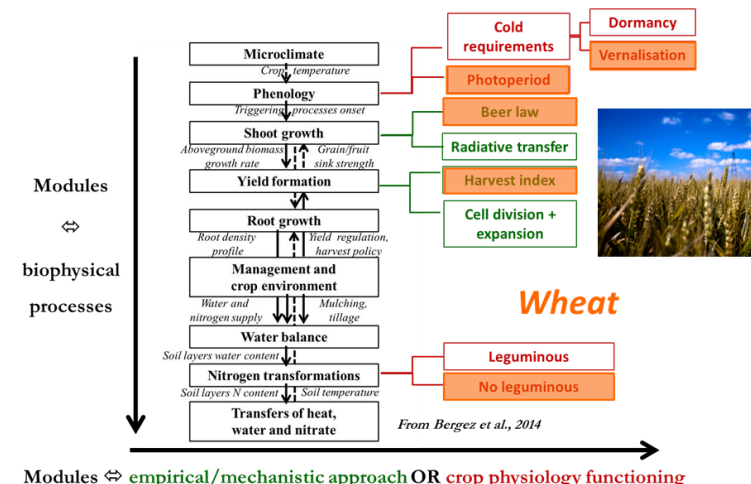 Microclimate
Crop temperature
Phenology
Triggering processes onset
Shoot growth
Aboveground biomass
growth rate
Grain/fruit
sink strength
Yield formation
Root growth
Root density
profile
Yield regulation,
harvest policy
Management and
crop environment
Water and
nitrogen supply
Mulching,
tillage
Water balance
Soil layers water content
Nitrogen transformations
Soil layers N content
Soil temperature
Transfers of heat,
water and nitrate
Modules
⇔
biophysical
processes
Cold
requirements
Dormancy
Vernalisation
Photoperiod
Beer law
Radiative transfer
Harvest index
Cell division +
expansion
Wheat
Leguminous
No leguminous
From Bergez et al., 2014
Modules ⇔ empirical/mechanistic approach OR crop physiology functioning